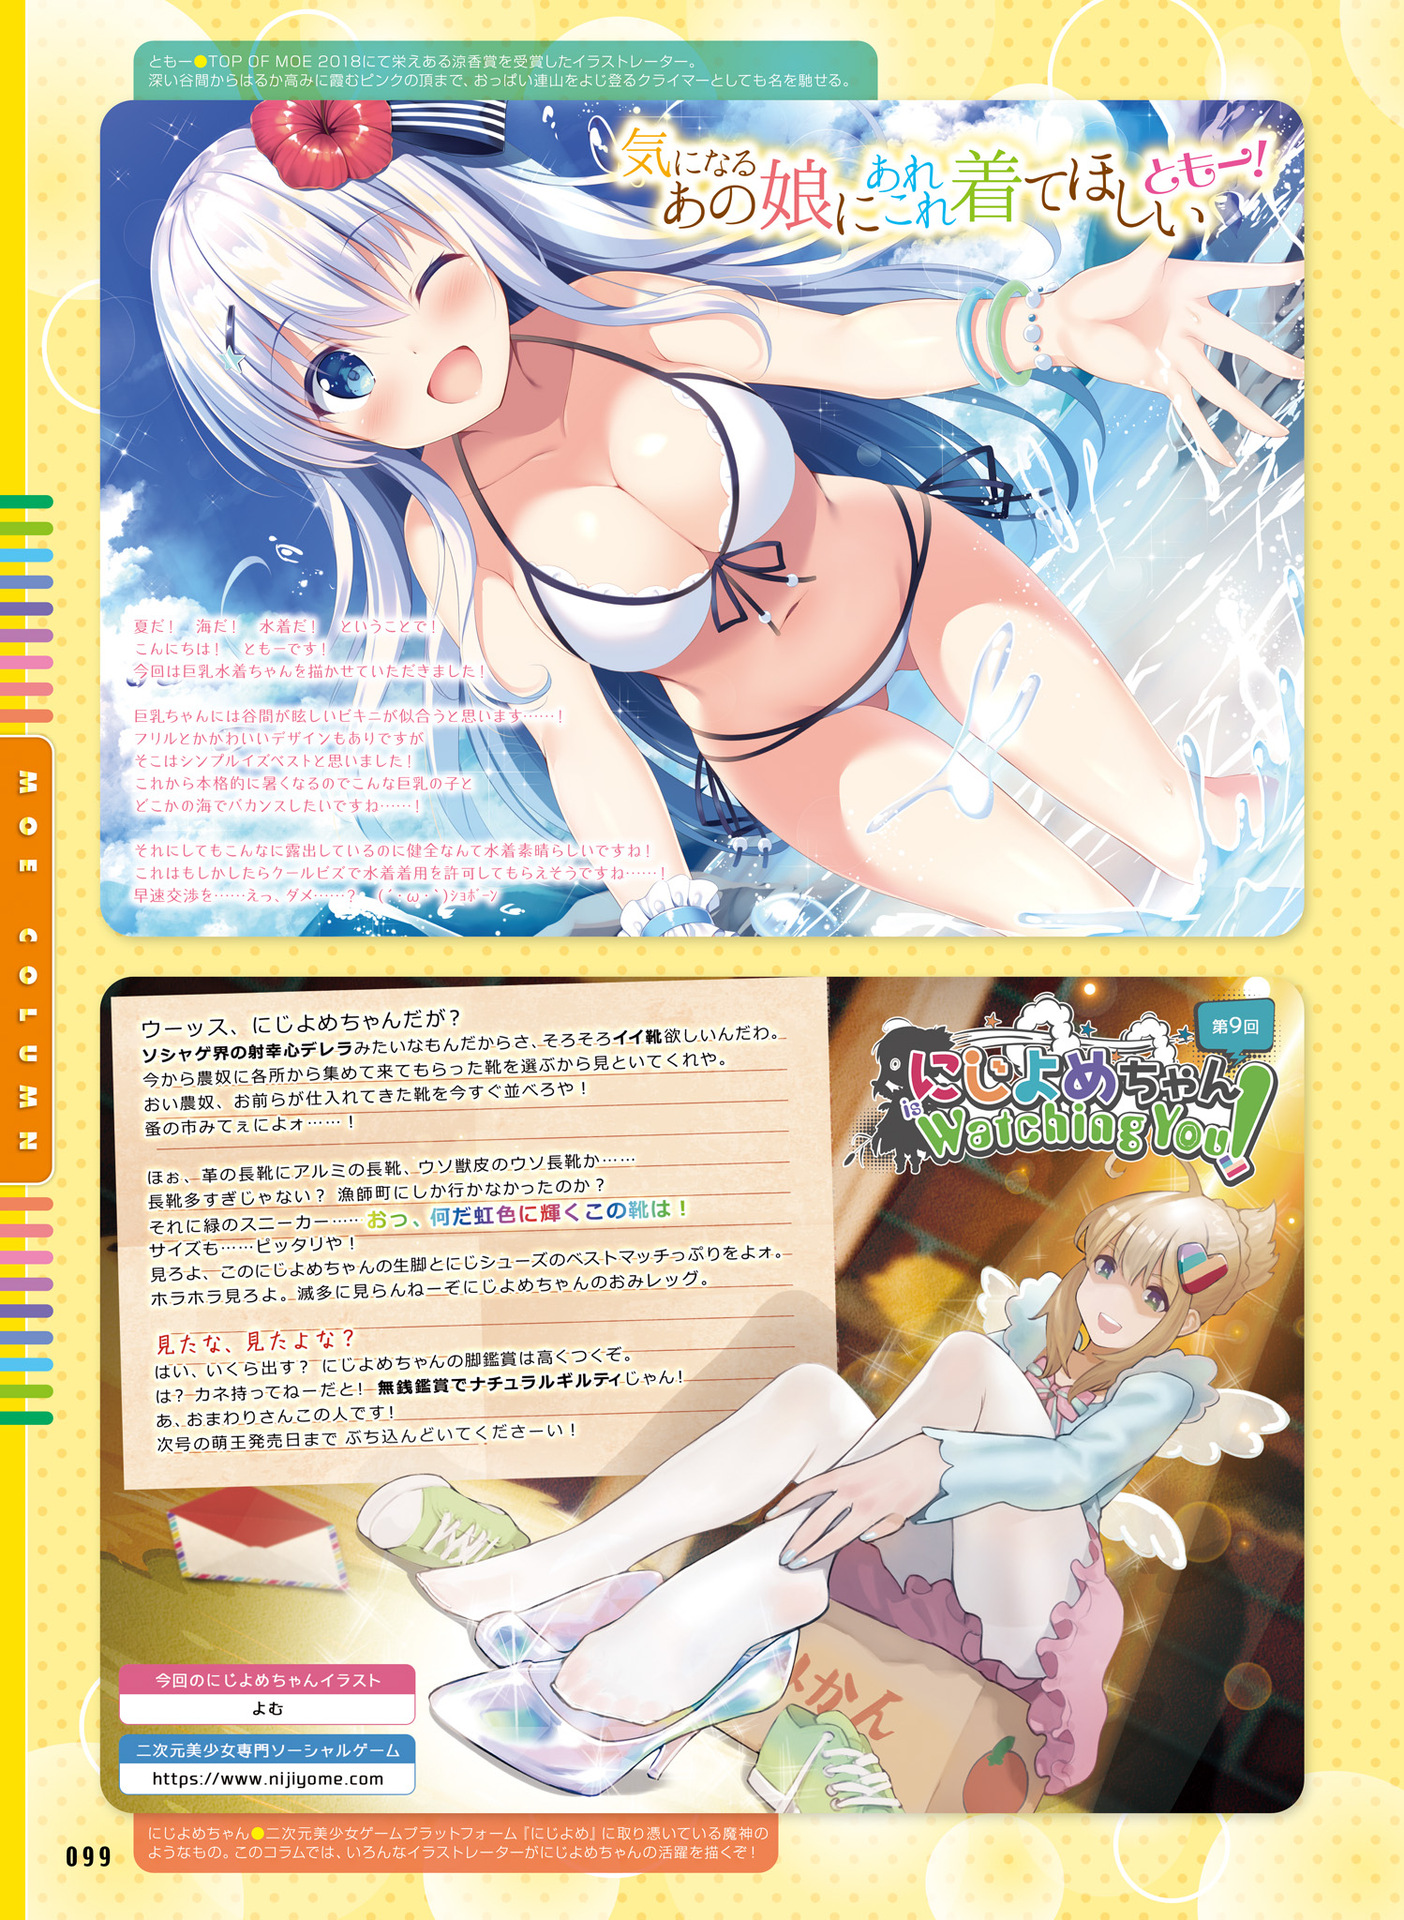 ともー●TOP OF MOE 2018にて栄えある涼香賞を受賞したイラストレーター。
深い谷間からはるか高みに霞むピンクの頂まで、おっぱい連山をよじ登るクライマーとしても名を馳せる。
気になる
あの娘にあれこれ着てほしい
ともー!
夏だ! 海だ! 水着だ! ということで!
こんにちは! ともーです!
今回は巨乳水着ちゃんを描かせていただきました!
巨乳ちゃんには谷間が眩しいビキニが似合うと思います……!
フリルとかかわいいデザインもありですが
そこはシンプルイズベストと思いました!
これから本格的に暑くなるのでこんな巨乳の子と
どこかの海でバカンスしたいですね……!
それにしてもこんなに露出しているのに健全なんて水着素晴らしいですね!
これはもしかしたらクールビズで水着着用を許可してもらえそうですね……!
早速交渉を……えっ、ダメ……? (´・ω・`)ショボーン
MOE COLUMN
第9回
にじよめちゃん
is Watching You!
ウーッス、にじよめちゃんだが?
ソシャゲ界の射幸心デレラみたいなもんだからさ、そろそろイイ靴欲しいんだわ。
今から農奴に各所から集めて来てもらった靴を選ぶから見といてくれや。
おい農奴、お前らが仕入れてきた靴を今すぐ並べろや!
蚤の市みてぇによォ……!
ほぉ、革の長靴にアルミの長靴、ウソ獣皮のウソ長靴か……
長靴多すぎじゃない? 漁師町にしか行かなかったのか?
それに緑のスニーカー…… おっ、何だ虹色に輝くこの靴は!
サイズも……ピッタリや!
見ろよ、このにじよめちゃんの生脚とにじシューズのベストマッチっぷりをよォ。
ホラホラ見ろよ。滅多に見らんねーぞにじよめちゃんのおみレッグ。
見たな、見たよな?
はい、いくら出す? にじよめちゃんの脚鑑賞は高くつくぞ。
は? カネ持ってねーだと! 無銭鑑賞でナチュラルギルティじゃん!
あ、おまわりさんこの人です!
次号の萌王発売日まで ぶち込んどいてくださーい!
みかん
今回のにじよめちゃんイラスト
よむ
二次元美少女専門ソーシャルゲーム
https://www.nijiyome.com
にじよめちゃん●二次元美少女ゲームプラットフォーム『にじよめ』に取り憑いている魔神の
ようなもの。このコラムでは、いろんなイラストレーターがにじよめちゃんの活躍を描くぞ!
099